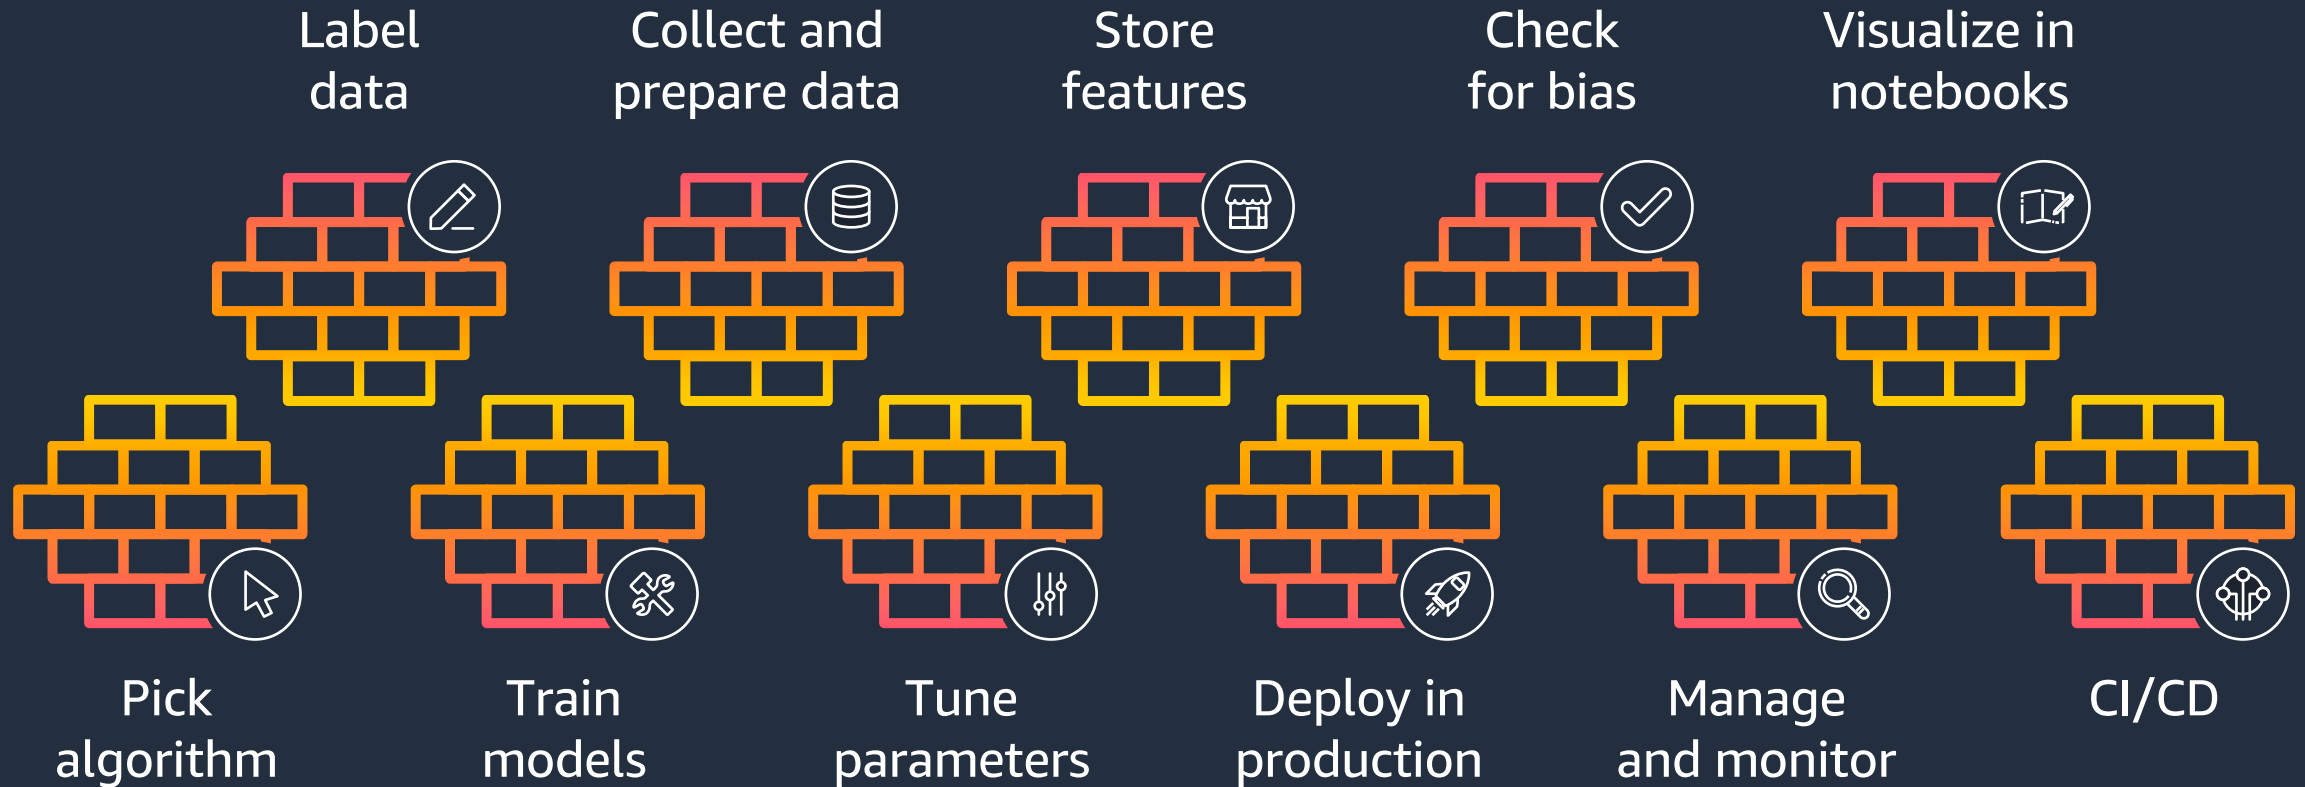 Label
data
Collect and
prepare data
Store
features
Check
for bias
Visualize in
notebooks
Pick
algorithm
Train
models
Tune
parameters
Deploy in
production
Manage
and monitor
CI/CD